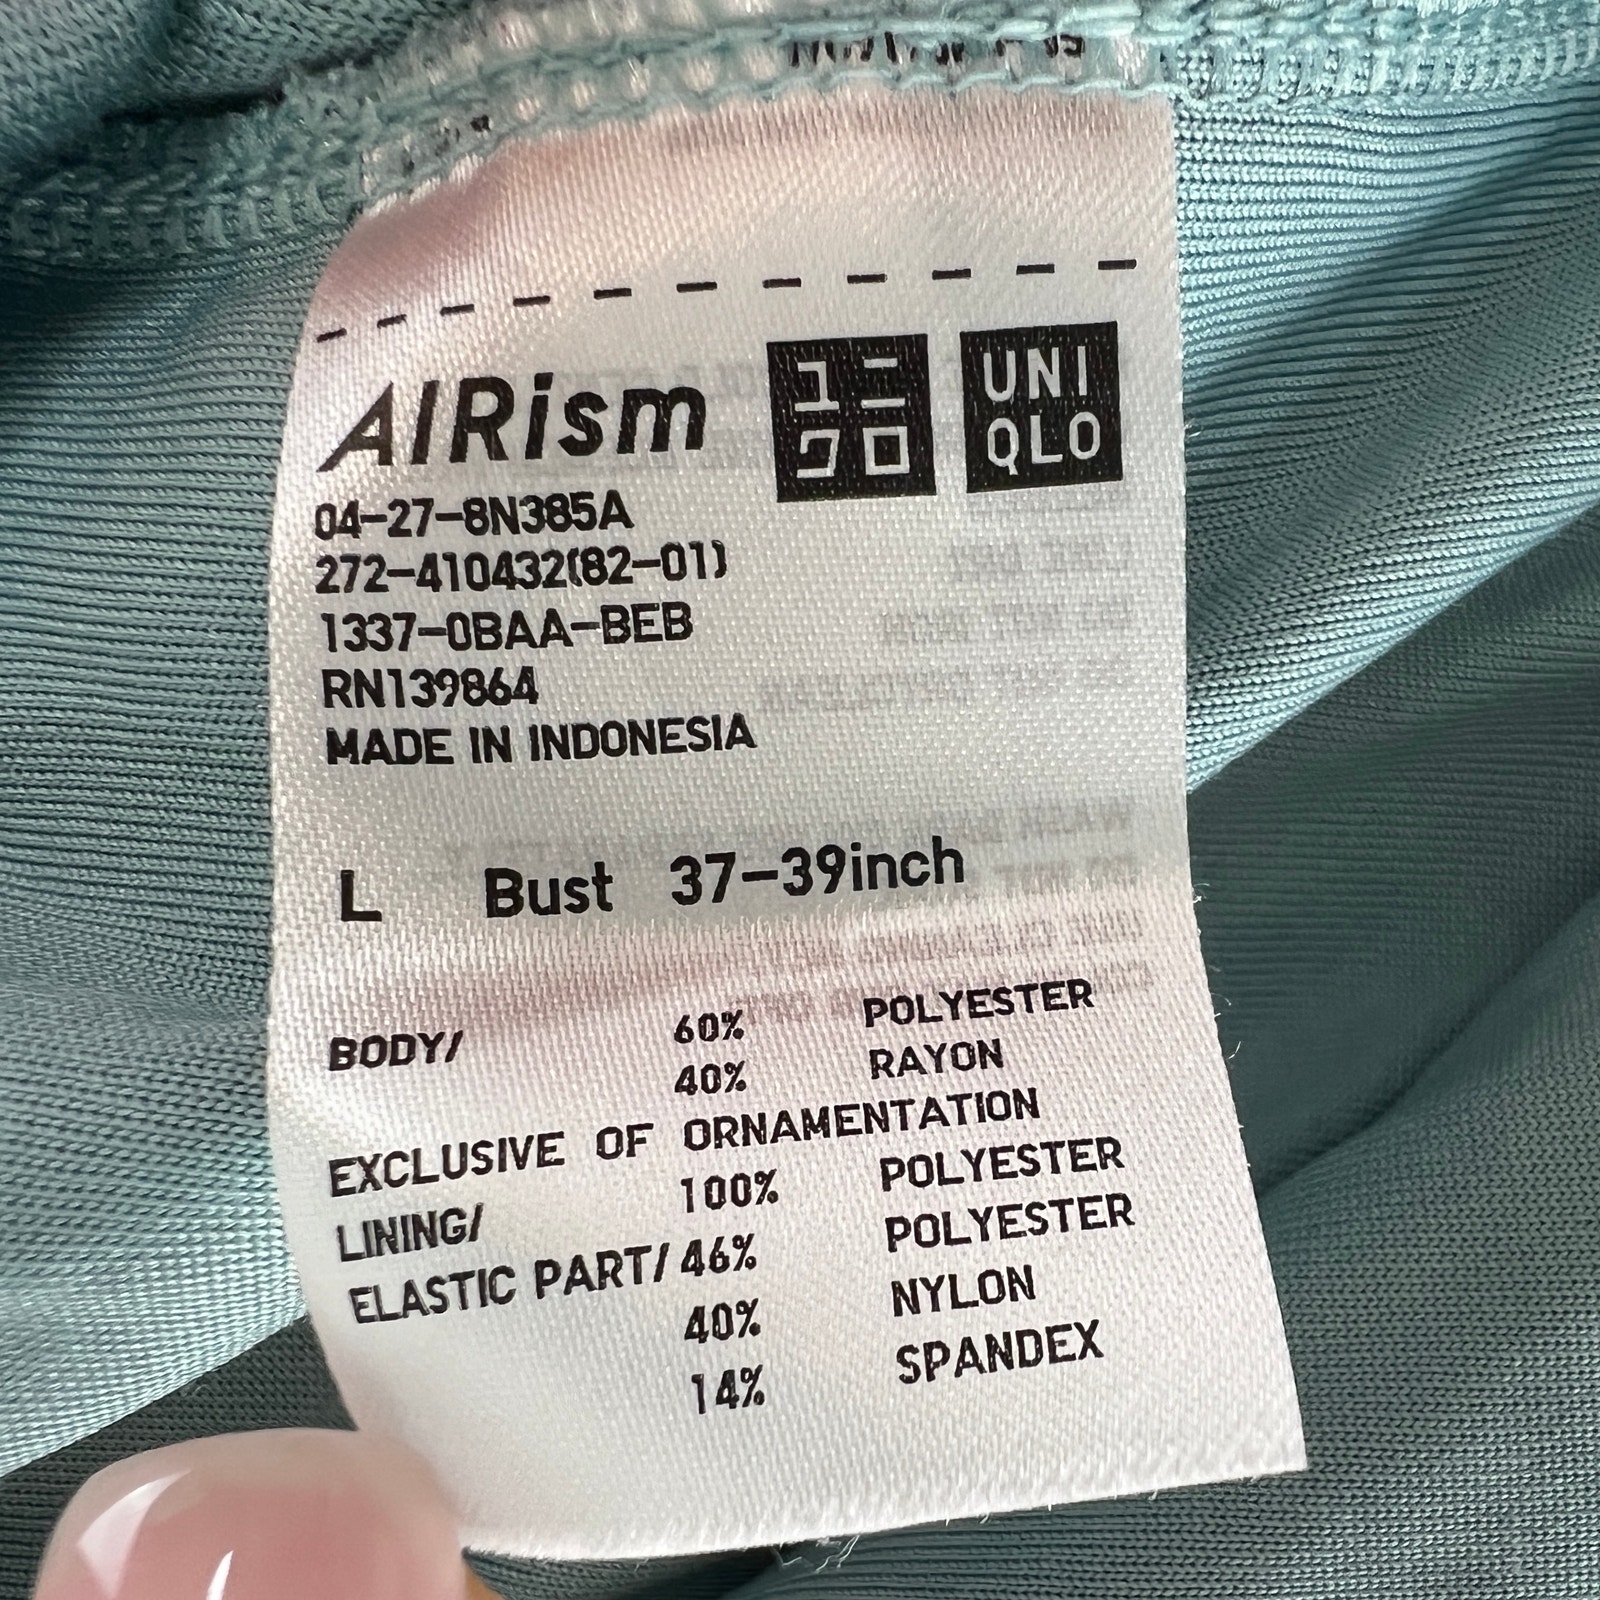 AIRism
ユニ
クロ
UNI
QLO
04-27-8N385A
272-410432(82-01)
1337-0BAA-BEB
RN139864
MADE IN INDONESIA
L Bust 37-39inch
BODY/ 60% POLYESTER
40% RAYON
EXCLUSIVE OF ORNAMENTATION
LINING/ 100% POLYESTER
ELASTIC PART/ 46% POLYESTER
40% NYLON
14% SPANDEX